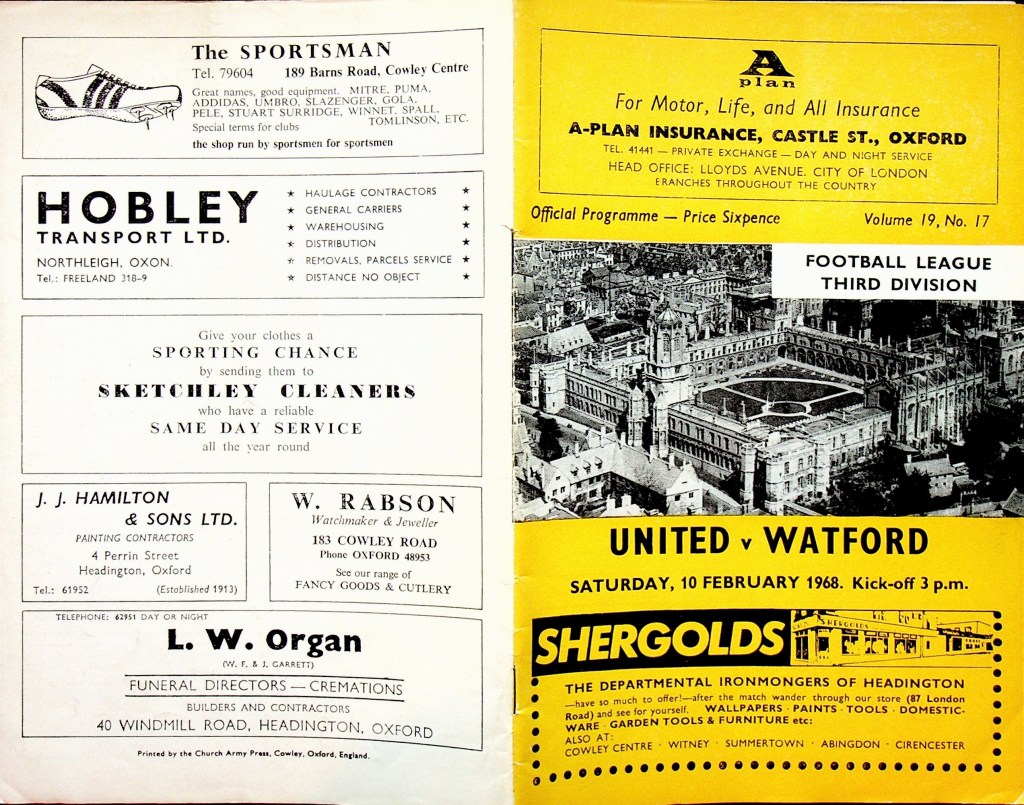 The SPORTSMAN
Tel. 79604 189 Barns Road, Cowley Centre
Great names, good equipment. MITRE, PUMA,
ADDIDAS, UMBRO, SLAZENGER, GOLA,
PELE, STUART SURRIDGE, WINNET, SPALL,
TOMLINSON, ETC.
Special terms for clubs
the shop run by sportsmen for sportsmen
HOBLEY
TRANSPORT LTD.
NORTHLEIGH, OXON.
Tel.: FREELAND 318-9
★ HAULAGE CONTRACTORS ★
★ GENERAL CARRIERS ★
★ WAREHOUSING ★
★ DISTRIBUTION ★
★ REMOVALS, PARCELS SERVICE ★
★ DISTANCE NO OBJECT ★
Give your clothes a
SPORTING CHANCE
by sending them to
SKETCHLEY CLEANERS
who have a reliable
SAME DAY SERVICE
all the year round
J. J. HAMILTON
& SONS LTD.
PAINTING CONTRACTORS
4 Perrin Street
Headington, Oxford
Tel.: 61952 (Established 1913)
W. RABSON
Watchmaker & Jeweller
183 COWLEY ROAD
Phone OXFORD 48953
See our range of
FANCY GOODS & CUTLERY
TELEPHONE: 62951 DAY OR NIGHT
L. W. Organ
(W. F. & J. GARRETT)
FUNERAL DIRECTORS — CREMATIONS
BUILDERS AND CONTRACTORS
40 WINDMILL ROAD, HEADINGTON, OXFORD
Printed by the Church Army Press, Cowley, Oxford, England.
A
plan
For Motor, Life, and All Insurance
A-PLAN INSURANCE, CASTLE ST., OXFORD
TEL. 41441 — PRIVATE EXCHANGE — DAY AND NIGHT SERVICE
HEAD OFFICE: LLOYDS AVENUE. CITY OF LONDON
BRANCHES THROUGHOUT THE COUNTRY
Official Programme — Price Sixpence Volume 19, No. 17
FOOTBALL LEAGUE
THIRD DIVISION
UNITED v WATFORD
SATURDAY, 10 FEBRUARY 1968. Kick-off 3 p.m.
SHERGOLDS
SHERGOLDS
THE DEPARTMENTAL IRONMONGERS OF HEADINGTON
—have so much to offer!—after the match wander through our store (87 London
Road) and see for yourself. WALLPAPERS · PAINTS · TOOLS · DOMESTIC-
WARE · GARDEN TOOLS & FURNITURE etc:
ALSO AT:
COWLEY CENTRE · WITNEY · SUMMERTOWN · ABINGDON · CIRENCESTER